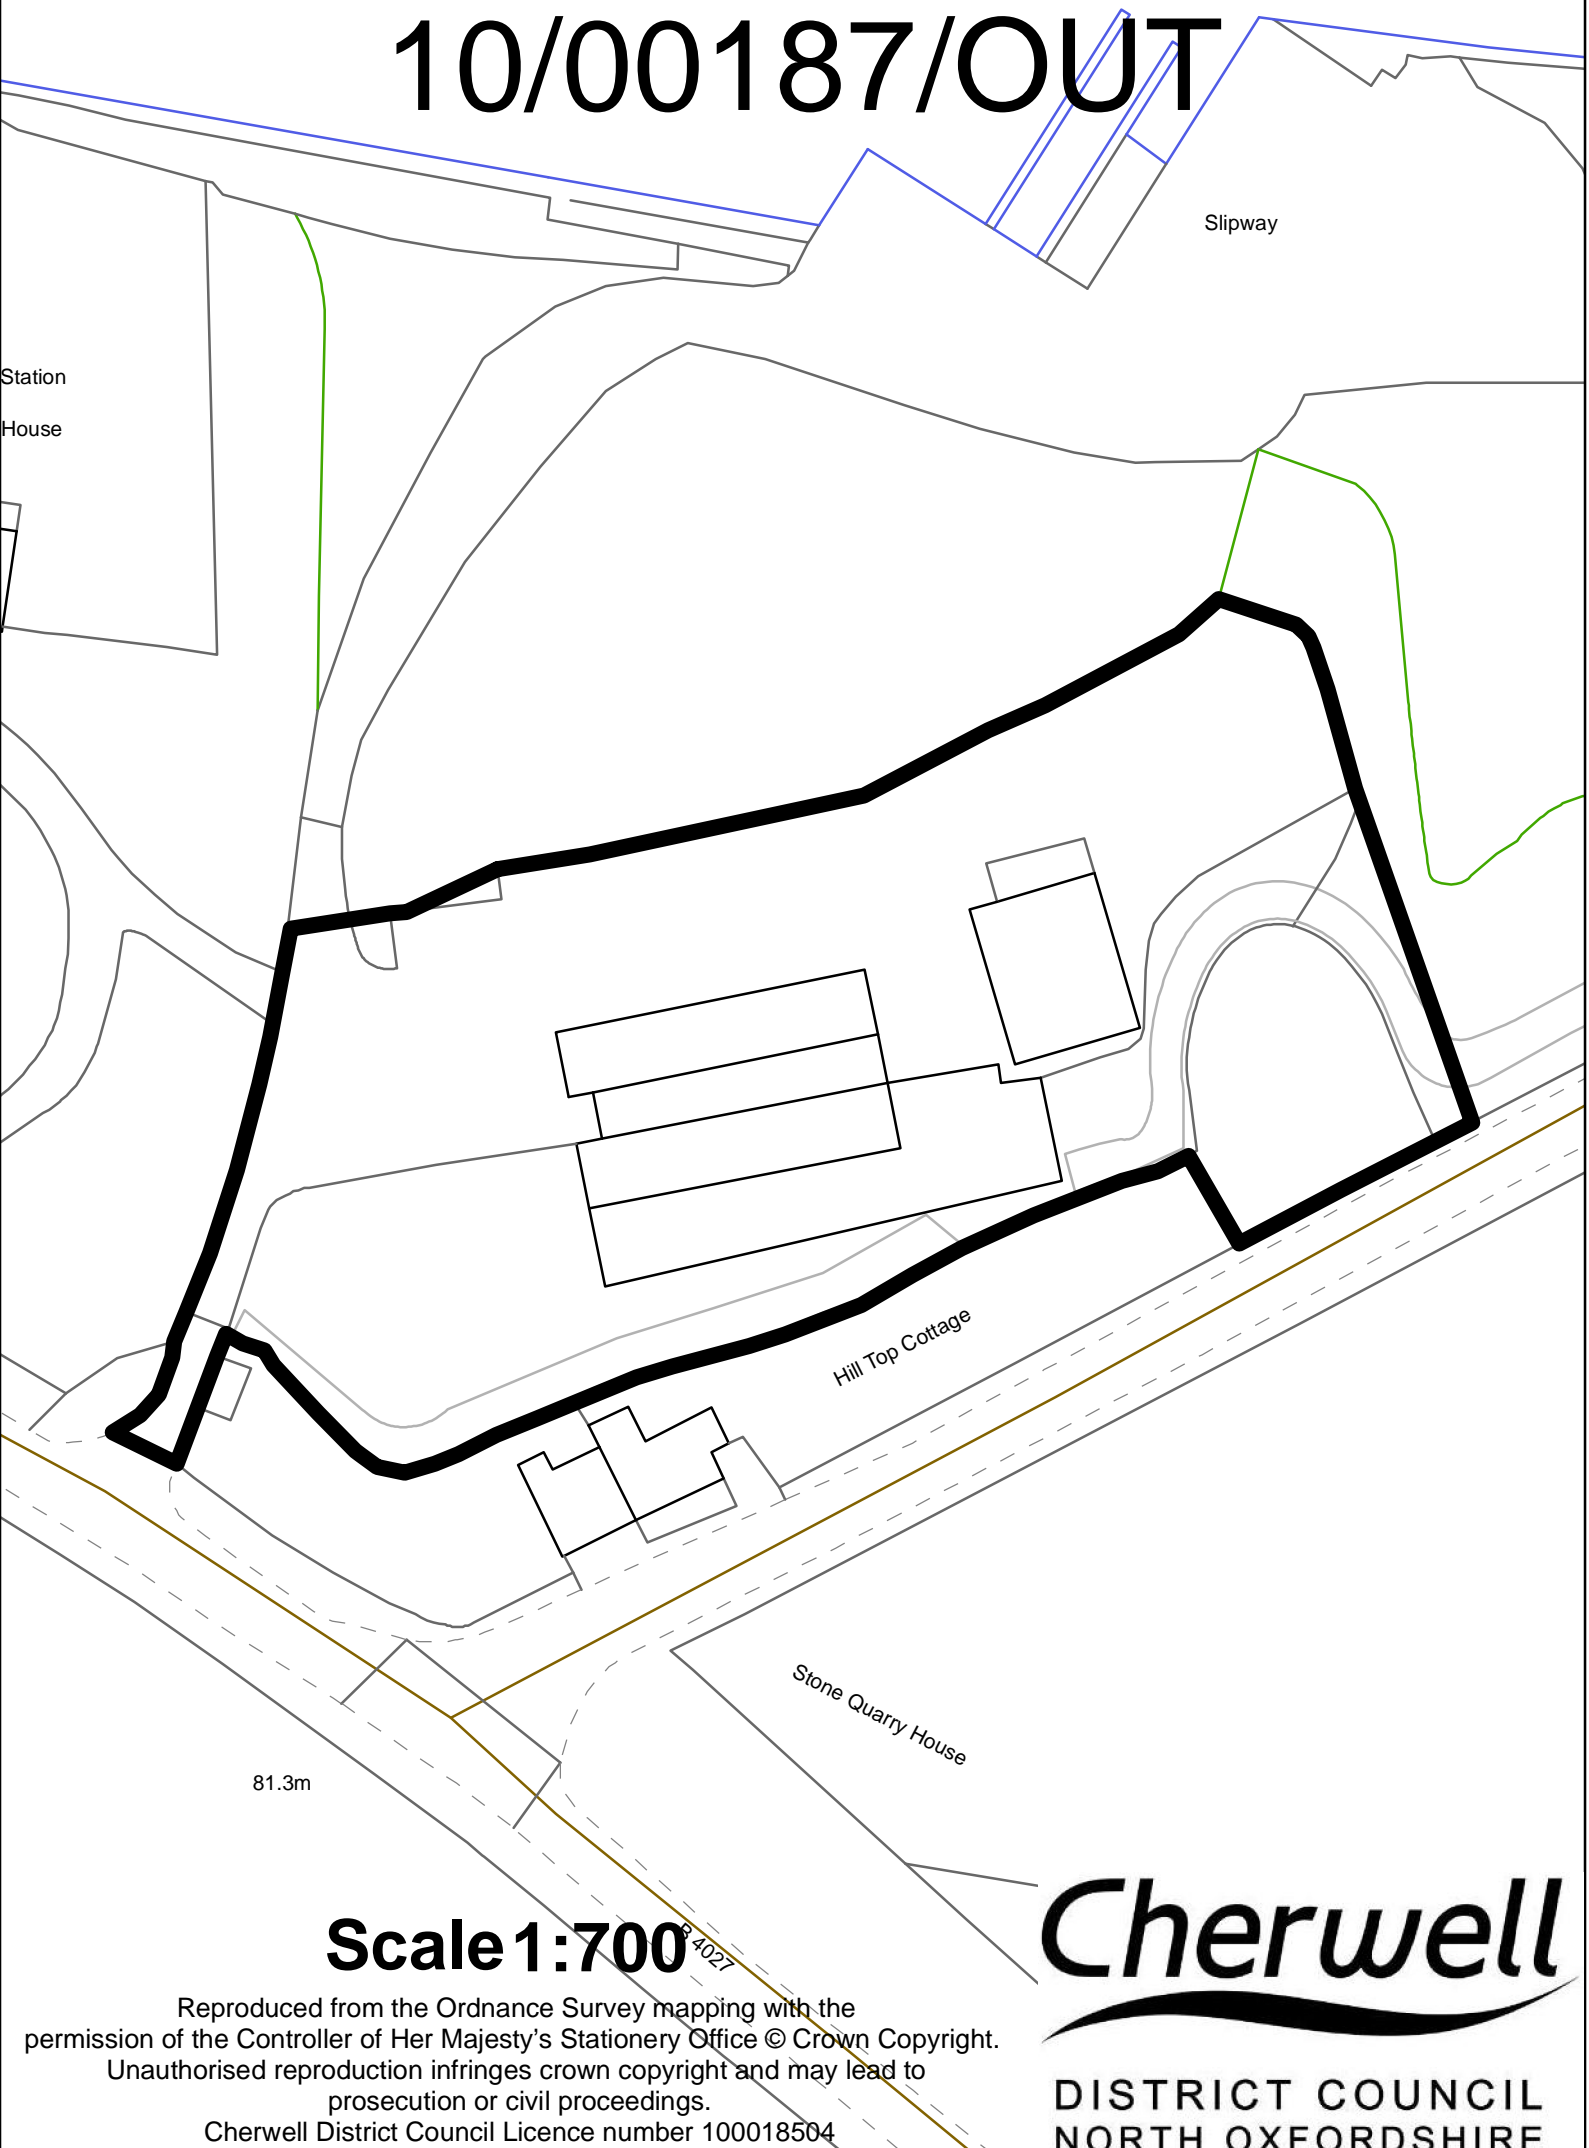 10/00187/OUT
Slipway
Station
House
Hill Top Cottage
Stone Quarry House
81.3m
B 4027
Scale 1:700
Reproduced from the Ordnance Survey mapping with the
permission of the Controller of Her Majesty's Stationery Office © Crown Copyright.
Unauthorised reproduction infringes crown copyright and may lead to
prosecution or civil proceedings.
Cherwell District Council Licence number 100018504
Cherwell
DISTRICT COUNCIL
NORTH OXFORDSHIRE